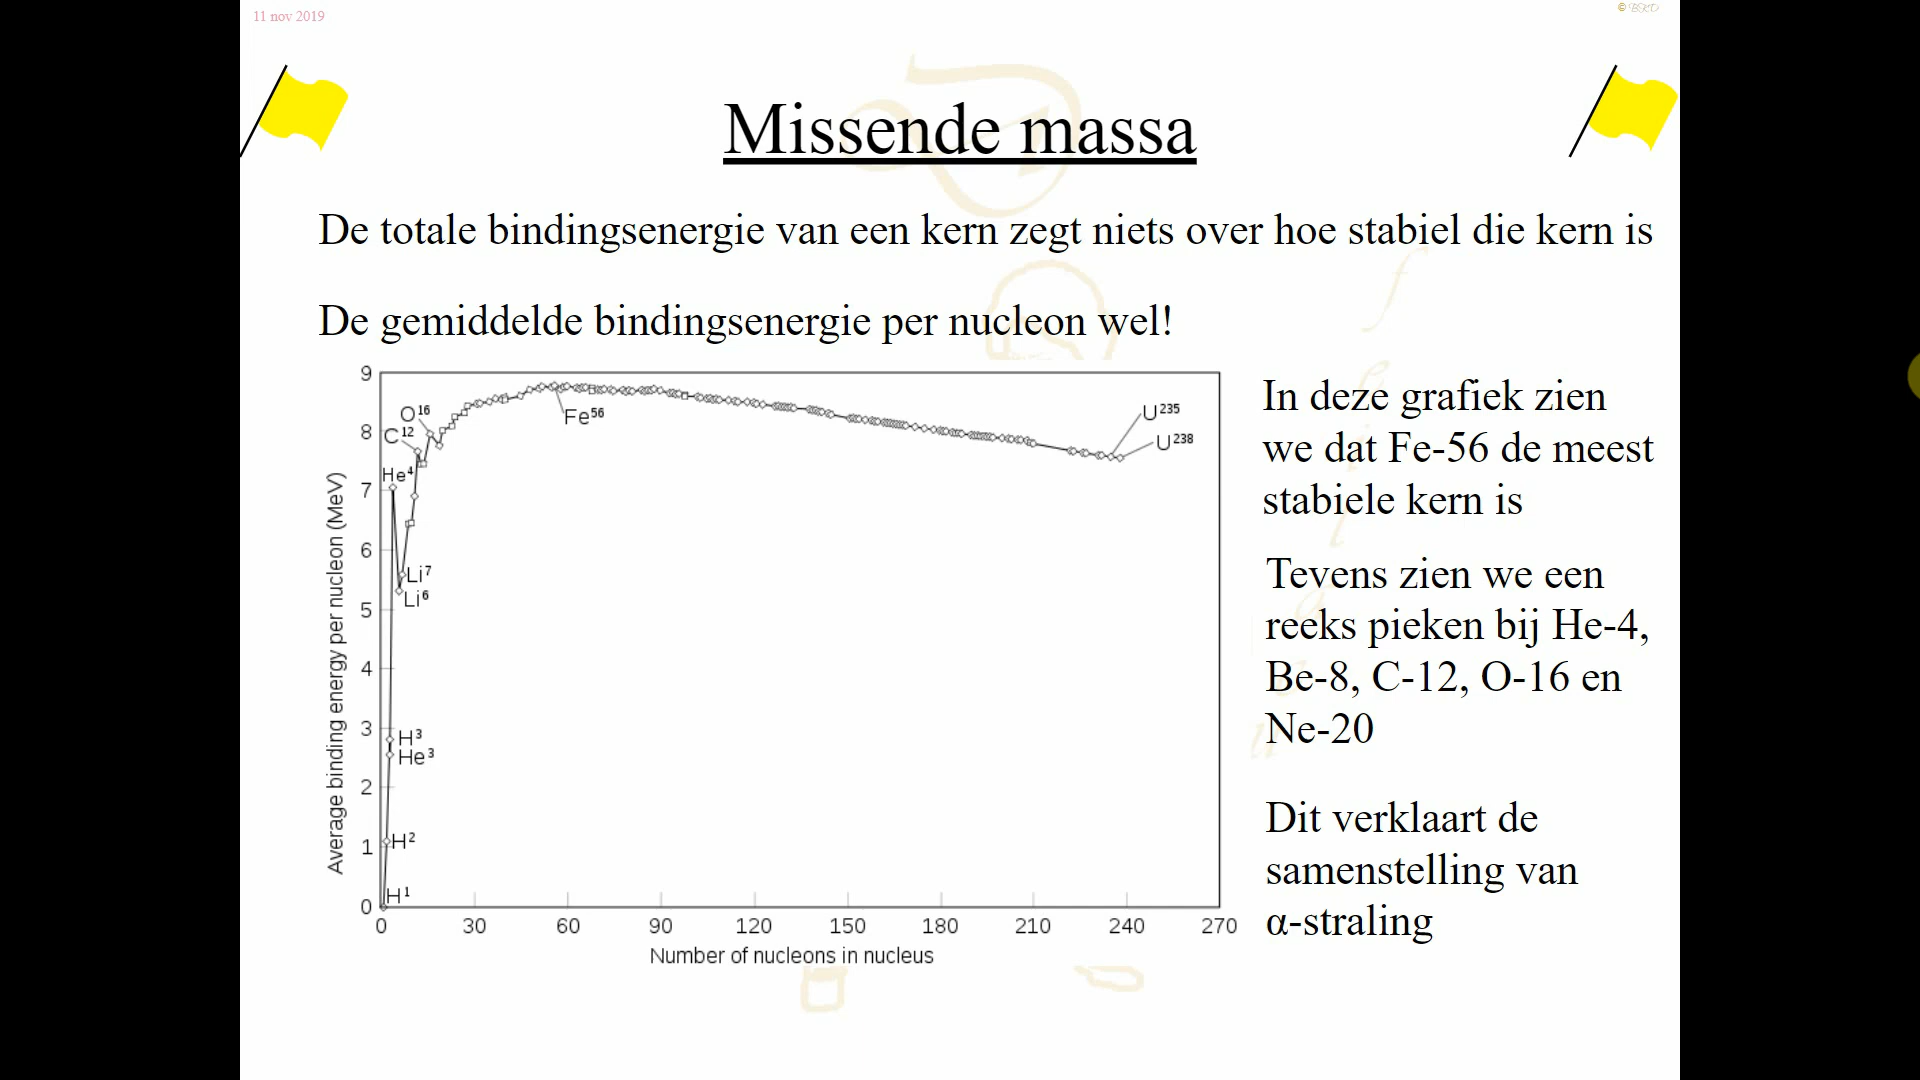 11 nov 2019
© BKD
Missende massa
De totale bindingsenergie van een kern zegt niets over hoe stabiel die kern is
De gemiddelde bindingsenergie per nucleon wel!
Average binding energy per nucleon (MeV)
9
8
7
6
5
4
3
2
1
0
O¹⁶
C¹²
He⁴
Li⁷
Li⁶
H³
He³
H²
H¹
Fe⁵⁶
U²³⁵
U²³⁸
0 30 60 90 120 150 180 210 240 270
Number of nucleons in nucleus
In deze grafiek zien
we dat Fe-56 de meest
stabiele kern is
Tevens zien we een
reeks pieken bij He-4,
Be-8, C-12, O-16 en
Ne-20
Dit verklaart de
samenstelling van
α-straling